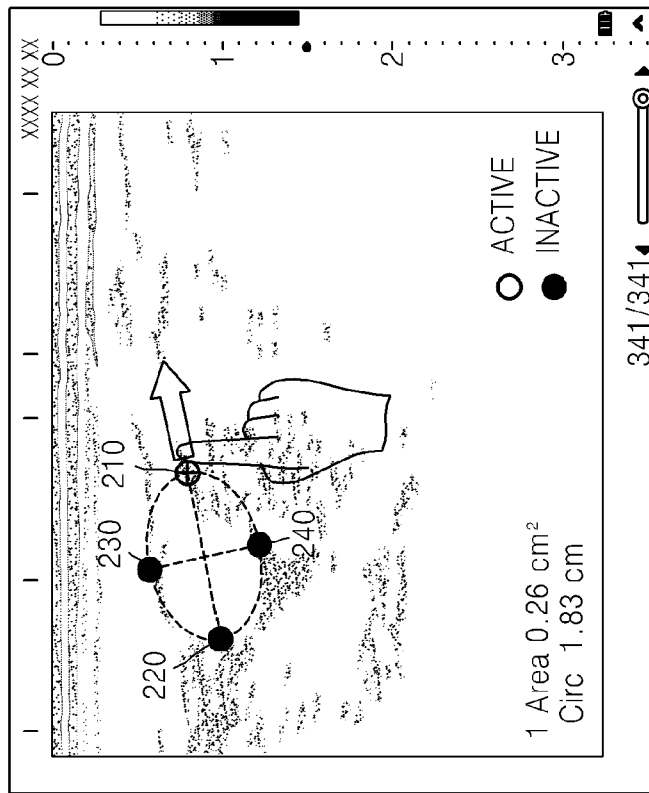 XXXX XX XX
0
1
2
3
210
230
240
220
ACTIVE
INACTIVE
1 Area 0.26 cm²
Circ 1.83 cm
341/341